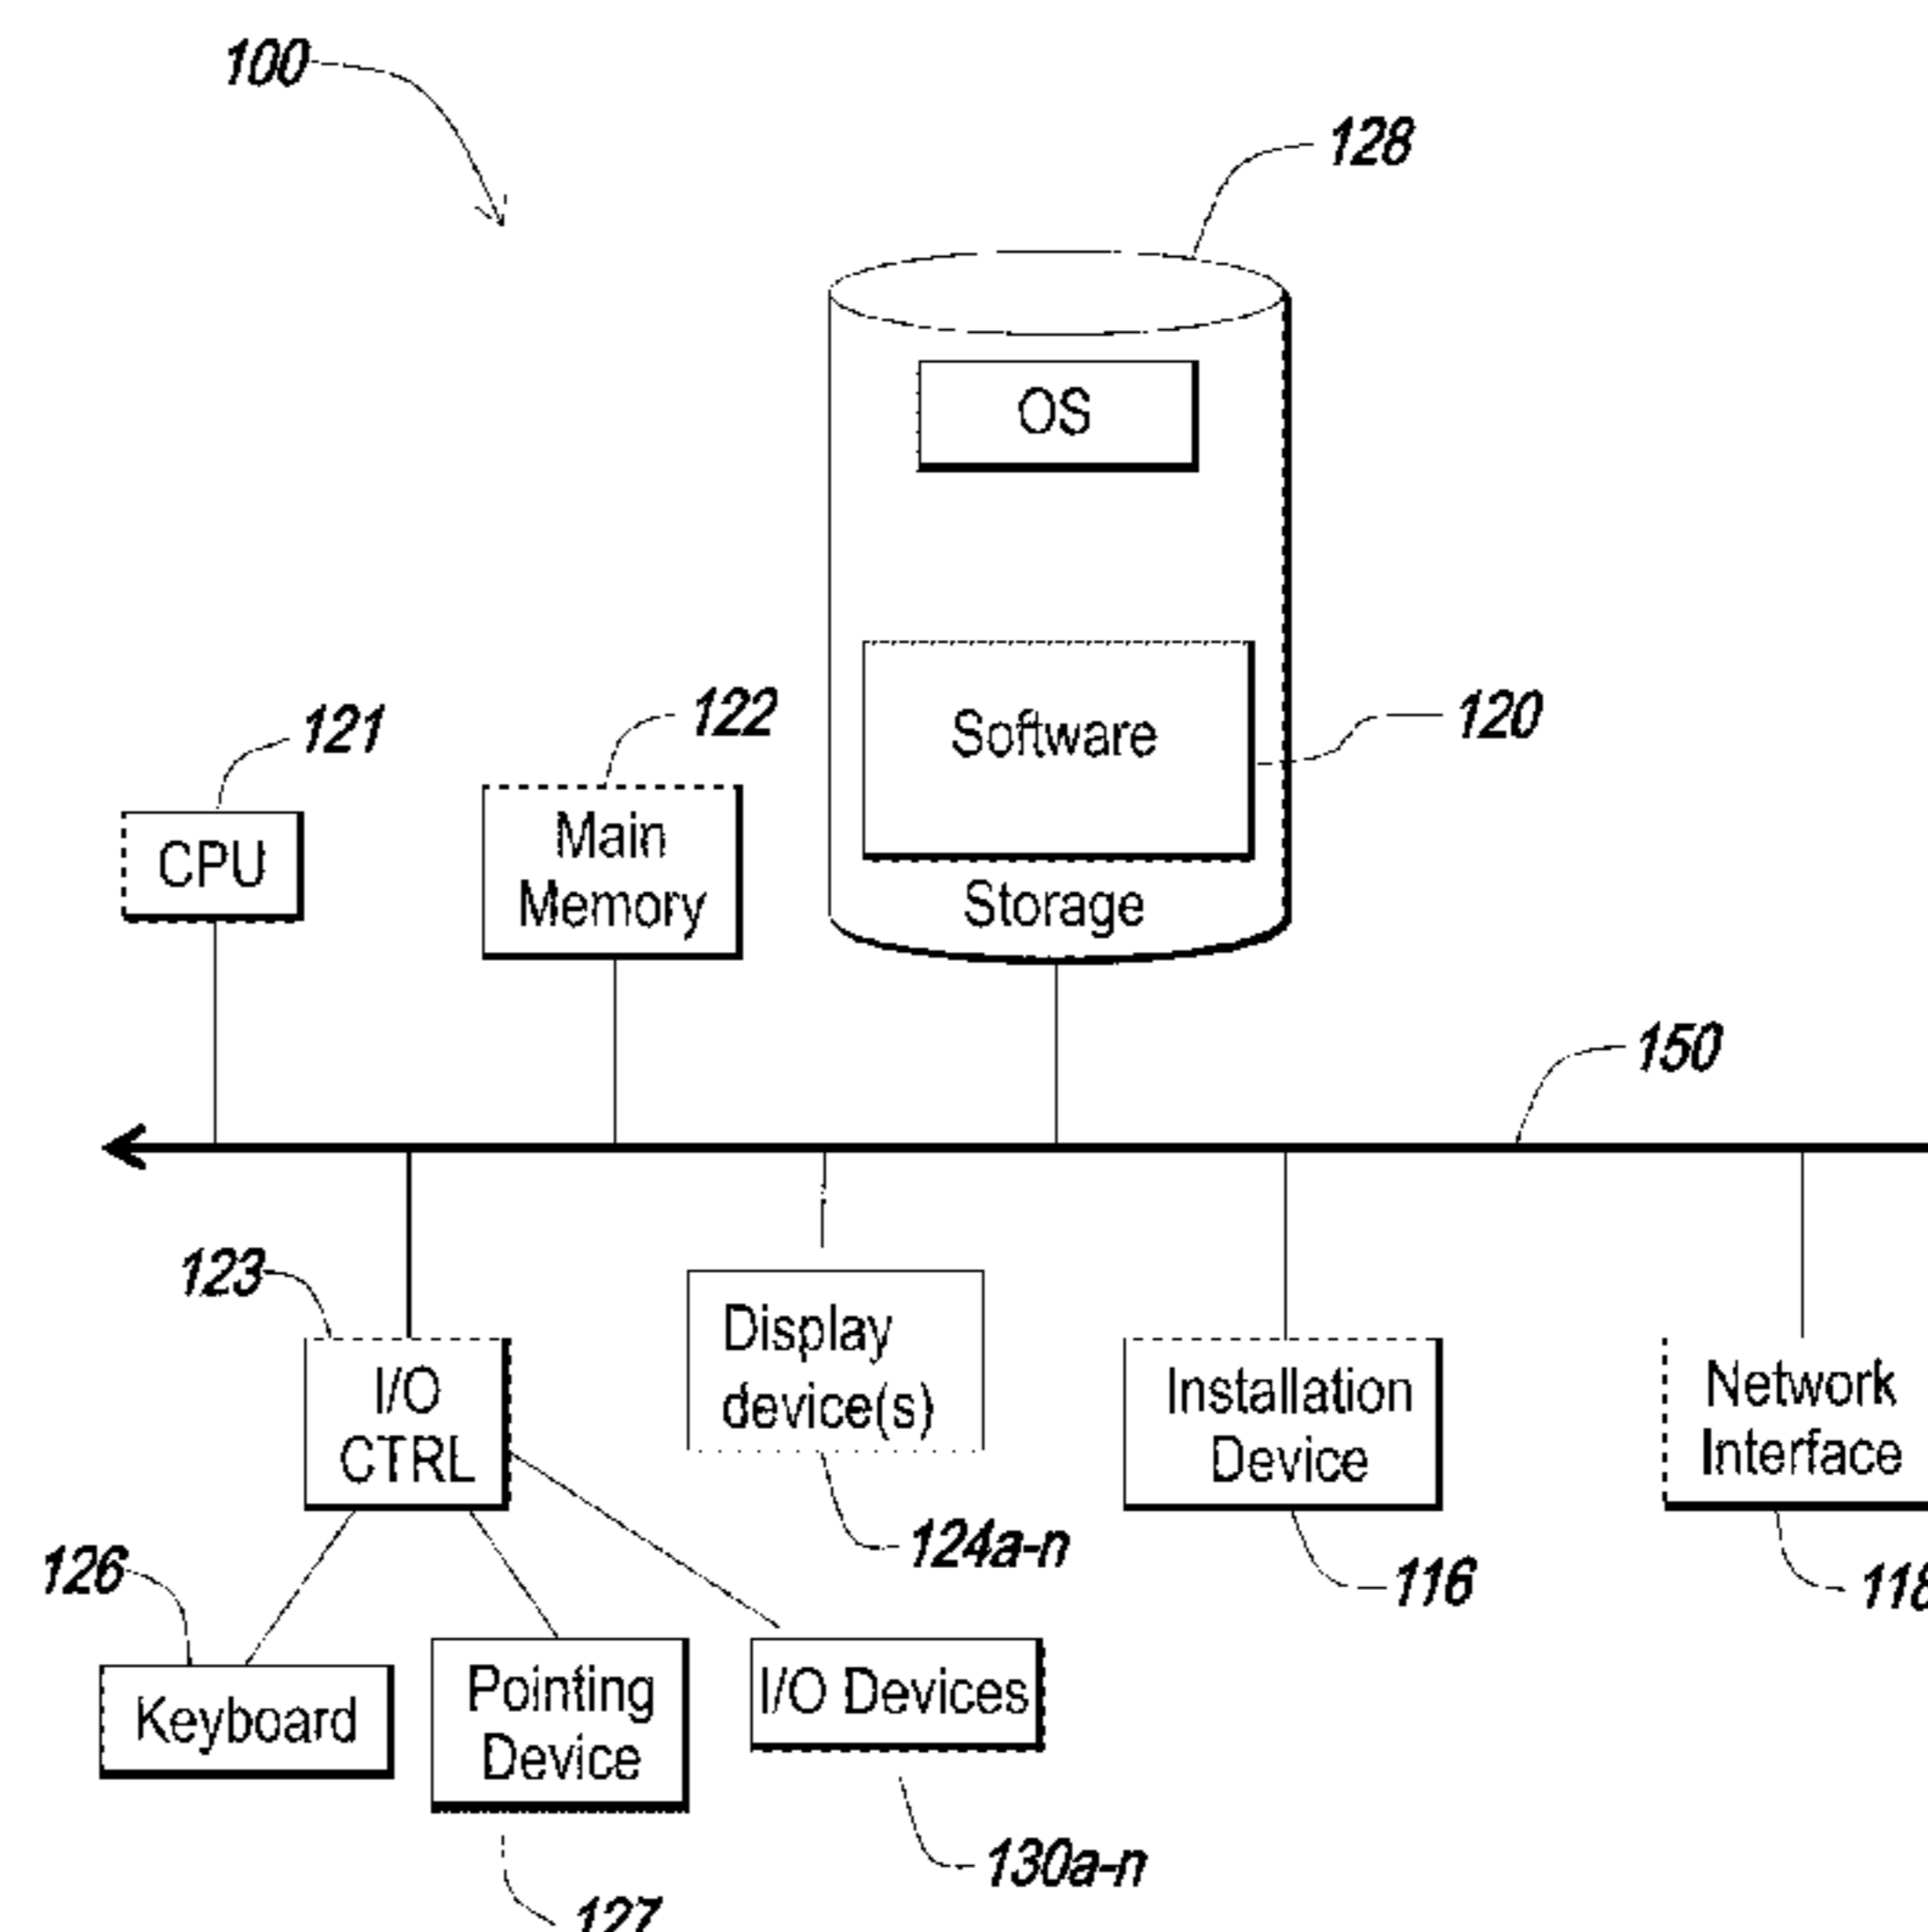 100
128
OS
Software
120
Storage
121
CPU
122
Main
Memory
150
123
I/O
CTRL
Display
device(s)
124a-n
Installation
Device
116
Network
Interface
118
126
Keyboard
Pointing
Device
127
I/O Devices
130a-n